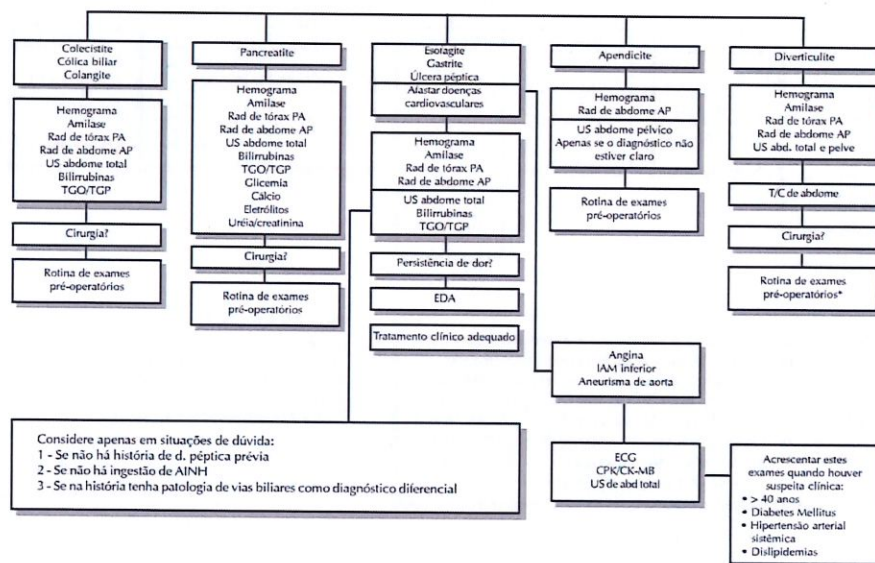 Colecistite
Cólica biliar
Colangite
Hemograma
Amilase
Rad de tórax PA
Rad de abdome AP
US abdome total
Bilirrubinas
TGO/TGP
Cirurgia?
Rotina de exames
pré-operatórios
Pancreatite
Hemograma
Amilase
Rad de tórax PA
Rad de abdome AP
US abdome total
Bilirrubinas
TGO/TGP
Glicemia
Cálcio
Eletrólitos
Uréia/creatinina
Cirurgia?
Rotina de exames
pré-operatórios
Esofagite
Gastrite
Úlcera péptica
Afastar doenças
cardiovasculares
Hemograma
Amilase
Rad de tórax PA
Rad de abdome AP
US abdome total
Bilirrubinas
TGO/TGP
Persistência de dor?
EDA
Tratamento clínico adequado
Apendicite
Hemograma
Rad de abdome AP
US abdome pélvico
Apenas se o diagnóstico não
estiver claro
Rotina de exames
pré-operatórios
Diverticulite
Hemograma
Amilase
Rad de tórax PA
Rad de abdome AP
US abd. total e pelve
T/C de abdome
Cirurgia?
Rotina de exames
pré-operatórios*
Angina
IAM inferior
Aneurisma de aorta
ECG
CPK/CK-MB
US de abd total
Acrescentar estes
exames quando houver
suspeita clínica:
• > 40 anos
• Diabetes Mellitus
• Hipertensão arterial
sistêmica
• Dislipidemias
Considere apenas em situações de dúvida:
1 - Se não há história de d. péptica prévia
2 - Se não há ingestão de AINH
3 - Se na história tenha patologia de vias biliares como diagnóstico diferencial